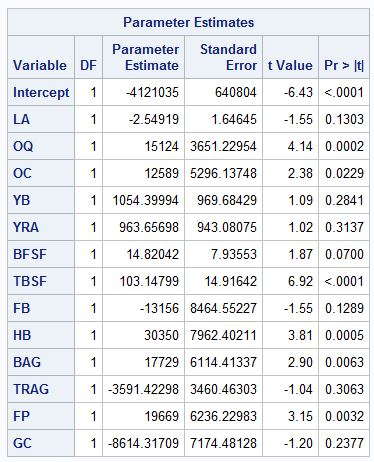 Parameter Estimates
Variable DF Parameter Estimate Standard Error t Value Pr > |t|
Intercept 1 -4121035 640804 -6.43 <.0001
LA 1 -2.54919 1.64645 -1.55 0.1303
OQ 1 15124 3651.22954 4.14 0.0002
OC 1 12589 5296.13748 2.38 0.0229
YB 1 1054.39994 969.68429 1.09 0.2841
YRA 1 963.65698 943.08075 1.02 0.3137
BFSF 1 14.82042 7.93553 1.87 0.0700
TBSF 1 103.14799 14.91642 6.92 <.0001
FB 1 -13156 8464.55227 -1.55 0.1289
HB 1 30350 7962.40211 3.81 0.0005
BAG 1 17729 6114.41337 2.90 0.0063
TRAG 1 -3591.42298 3460.46303 -1.04 0.3063
FP 1 19669 6236.22983 3.15 0.0032
GC 1 -8614.31709 7174.48128 -1.20 0.2377